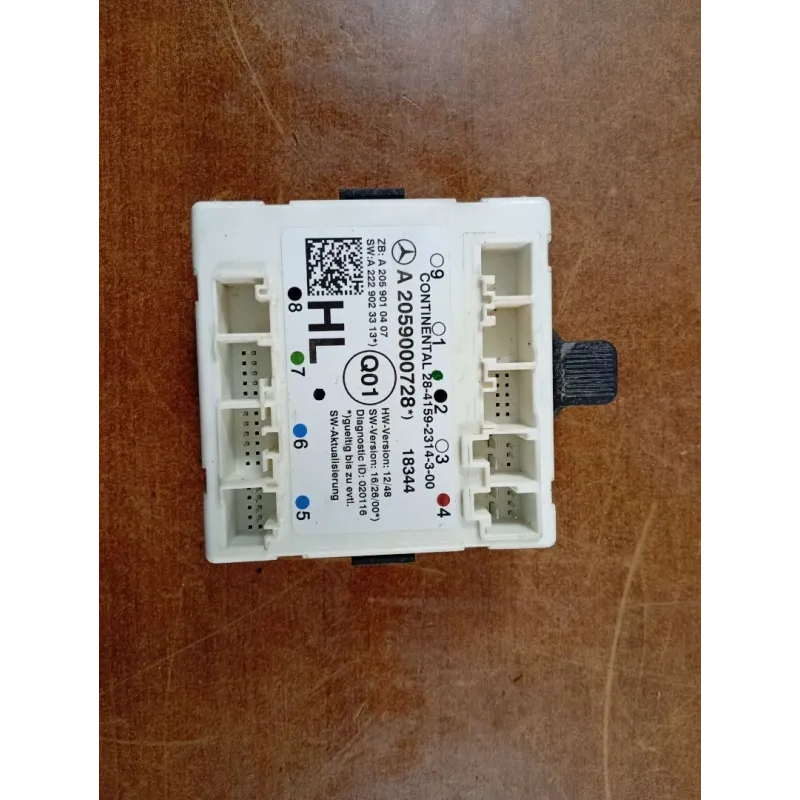 9 1 2 3 4
CONTINENTAL 28-4159-2314-3-00
A 2059000728*) 18344
ZB: A 205 901 04 07
SW:A 222 902 33 13*)
HW-Version: 12/48
SW-Version: 16/26/00*)
Diagnostic ID: 020116
*)gueltig bis zu evtl.
SW-Aktualisierung
Q01
HL
8 7 6 5